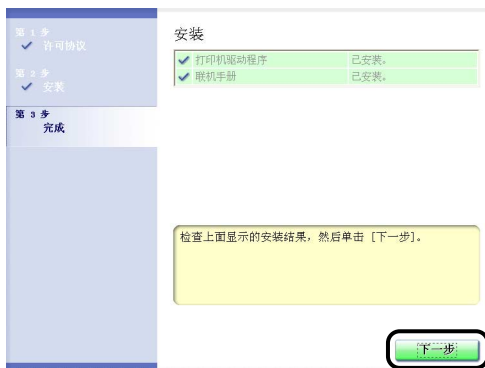 第 1 步
许可协议
第 2 步
安装
第 3 步
完成
安装
打印机驱动程序 已安装。
联机手册 已安装。
检查上面显示的安装结果，然后单击 [下一步]。
下一步